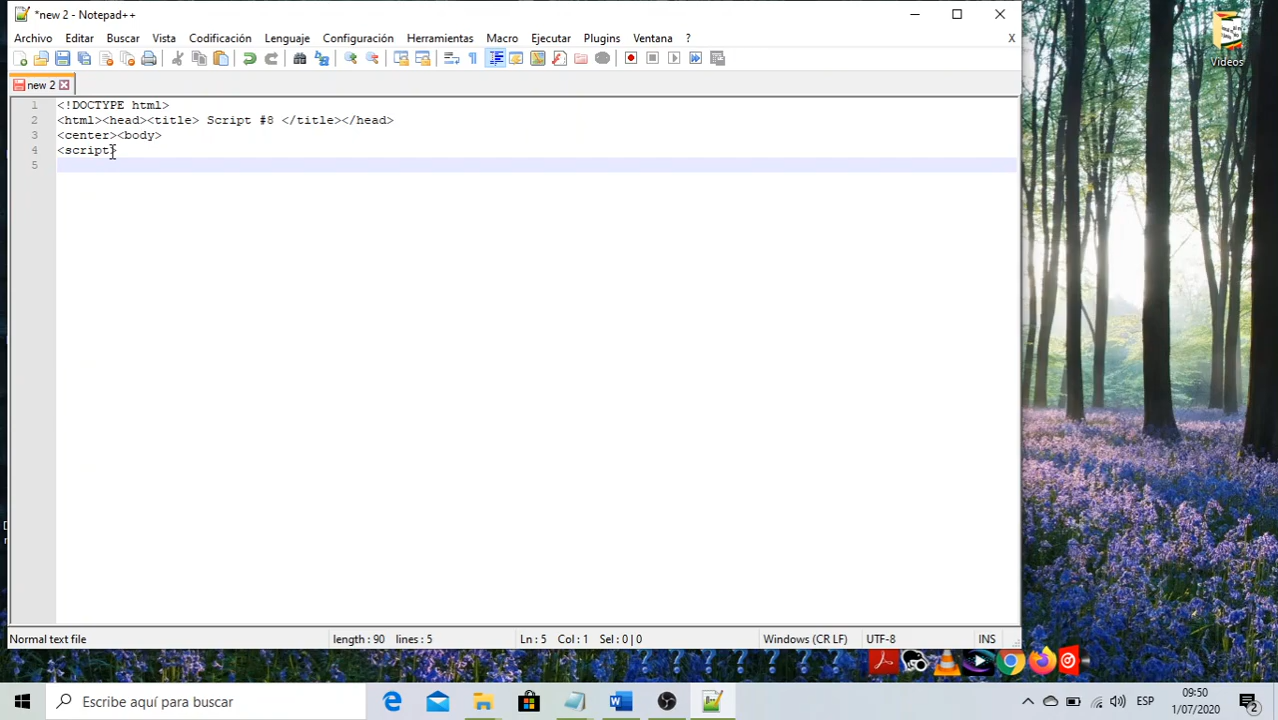 *new 2 - Notepad++
Archivo Editar Buscar Vista Codificación Lenguaje Configuración Herramientas Macro Ejecutar Plugins Ventana ? X
new 2
1 <!DOCTYPE html>
2 <html><head><title> Script #8 </title></head>
3 <center><body>
4 <script>
5
Normal text file length : 90 lines : 5 Ln : 5 Col : 1 Sel : 0 | 0 Windows (CR LF) UTF-8 INS
Videos
Escribe aquí para buscar
ESP
09:50
1/07/2020
2